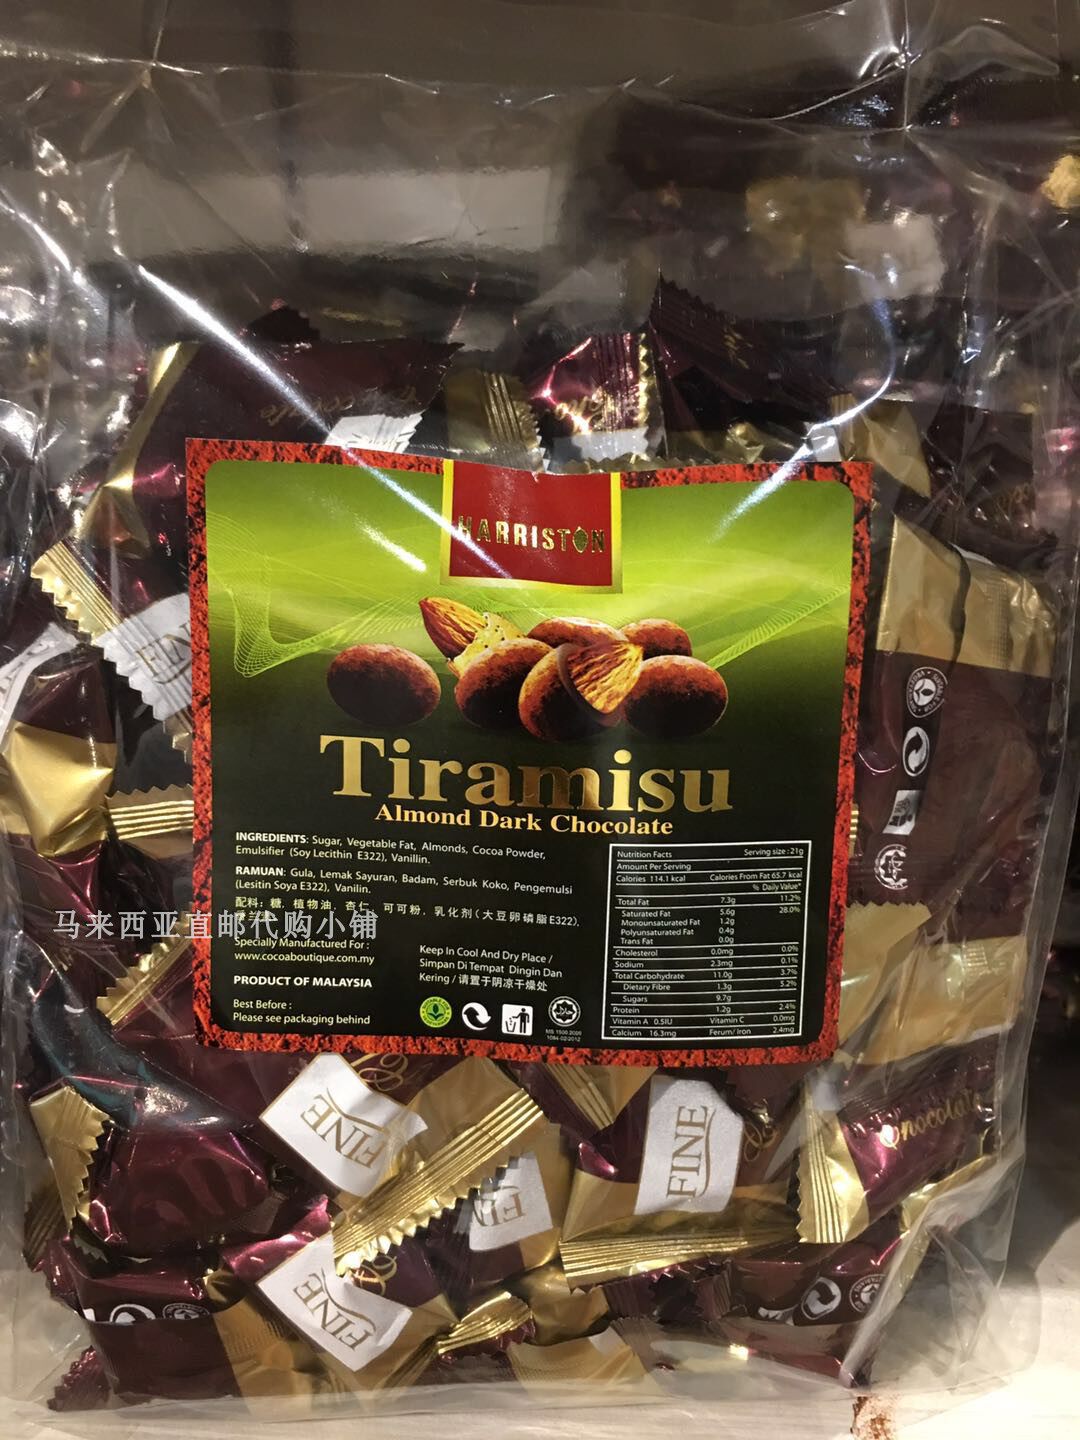 HARRISTON
Tiramisu
Almond Dark Chocolate
INGREDIENTS: Sugar, Vegetable Fat, Almonds, Cocoa Powder,
Emulsifier (Soy Lecithin E322), Vanillin.
RAMUAN: Gula, Lemak Sayuran, Badam, Serbuk Koko, Pengemulsi
(Lesitin Soya E322), Vanilin.
配料: 糖, 植物油, 杏仁, 可可粉, 乳化剂 (大豆卵磷脂E322),
马来西亚直邮代购小铺
Specially Manufactured For :
www.cocoaboutique.com.my
PRODUCT OF MALAYSIA
Best Before :
Please see packaging behind
Keep In Cool And Dry Place /
Simpan Di Tempat Dingin Dan
Kering / 请置于阴凉干燥处
MS 1500:2009
1084-02/2012
Nutrition Facts Serving size : 21g
Amount Per Serving
Calories 114.1 kcal Calories From Fat 65.7 kcal
% Daily Value*
Total Fat 7.3g 11.2%
Saturated Fat 5.6g 28.0%
Monounsaturated Fat 1.2g
Polyunsaturated Fat 0.4g
Trans Fat 0.0g
Cholesterol 0.0mg 0.0%
Sodium 2.3mg 0.1%
Total Carbohydrate 11.0g 3.7%
Dietary Fibre 1.3g 5.2%
Sugars 9.7g
Protein 1.2g 2.4%
Vitamin A 0.5IU Vitamin C 0.0mg
Calcium 16.3mg Ferum/ Iron 2.4mg
FINE
FINE
FINE
FINE
FINE
Chocolate